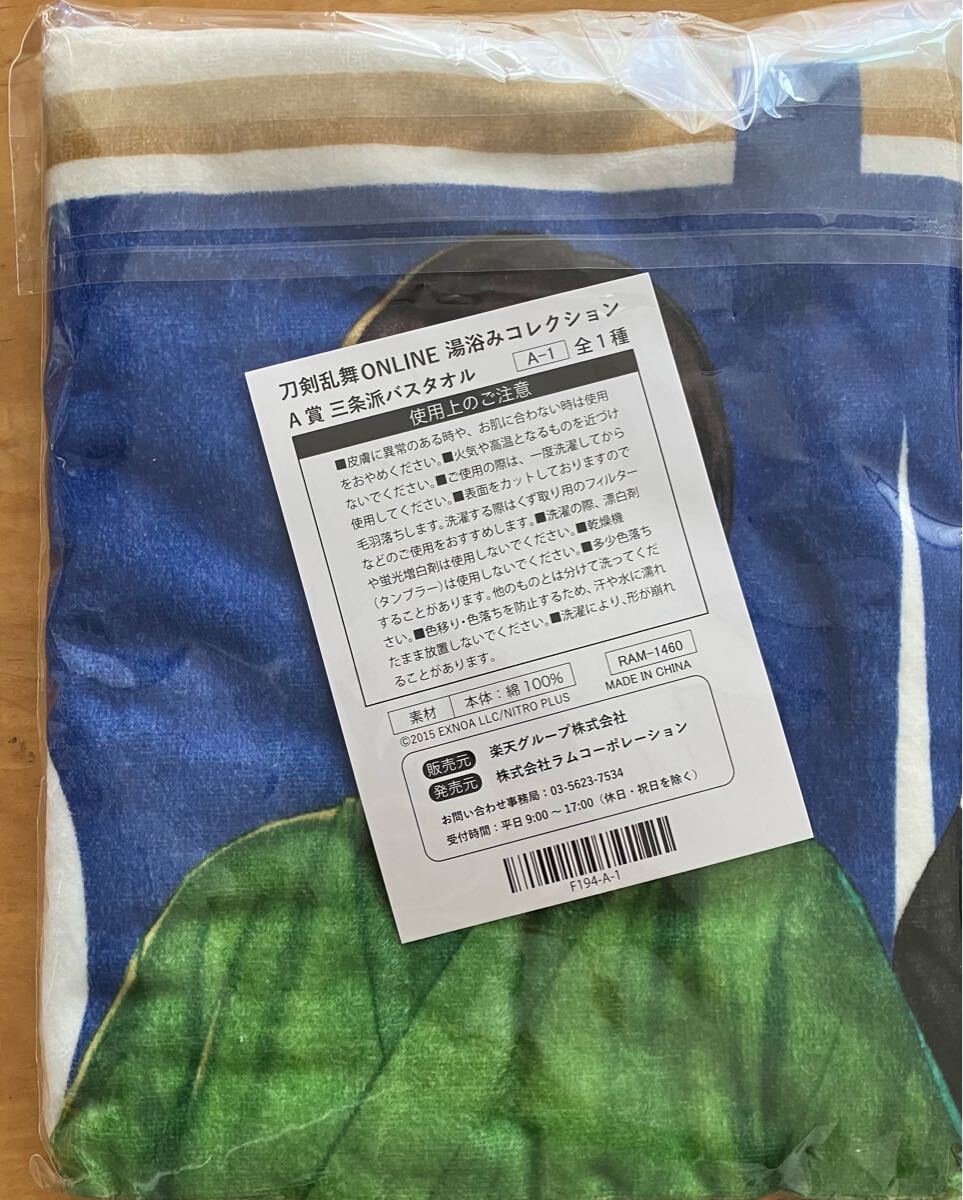 刀剣乱舞ONLINE 湯浴みコレクション
A賞 三条派バスタオル A-1 全1種
使用上のご注意
■皮膚に異常のある時や、お肌に合わない時は使用
をおやめください。■火気や高温となるものを近づけ
ないでください。■ご使用の際は、一度洗濯してから
使用してください。■表面をカットしておりますので
毛羽落ちします。洗濯する際はくず取り用のフィルター
などのご使用をおすすめします。■洗濯の際、漂白剤
や蛍光増白剤は使用しないでください。■乾燥機
(タンブラー)は使用しないでください。■多少色落ち
することがあります。他のものとは分けて洗ってくだ
さい。■色移り・色落ちを防止するため、汗や水に濡れ
たまま放置しないでください。■洗濯により、形が崩れ
ることがあります。
素材 本体：綿100%
RAM-1460
©2015 EXNOA LLC/NITRO PLUS
MADE IN CHINA
販売元 楽天グループ株式会社
発売元 株式会社ラムコーポレーション
お問い合わせ事務局：03-5623-7534
受付時間：平日 9:00～17:00（休日・祝日を除く）
F194-A-1